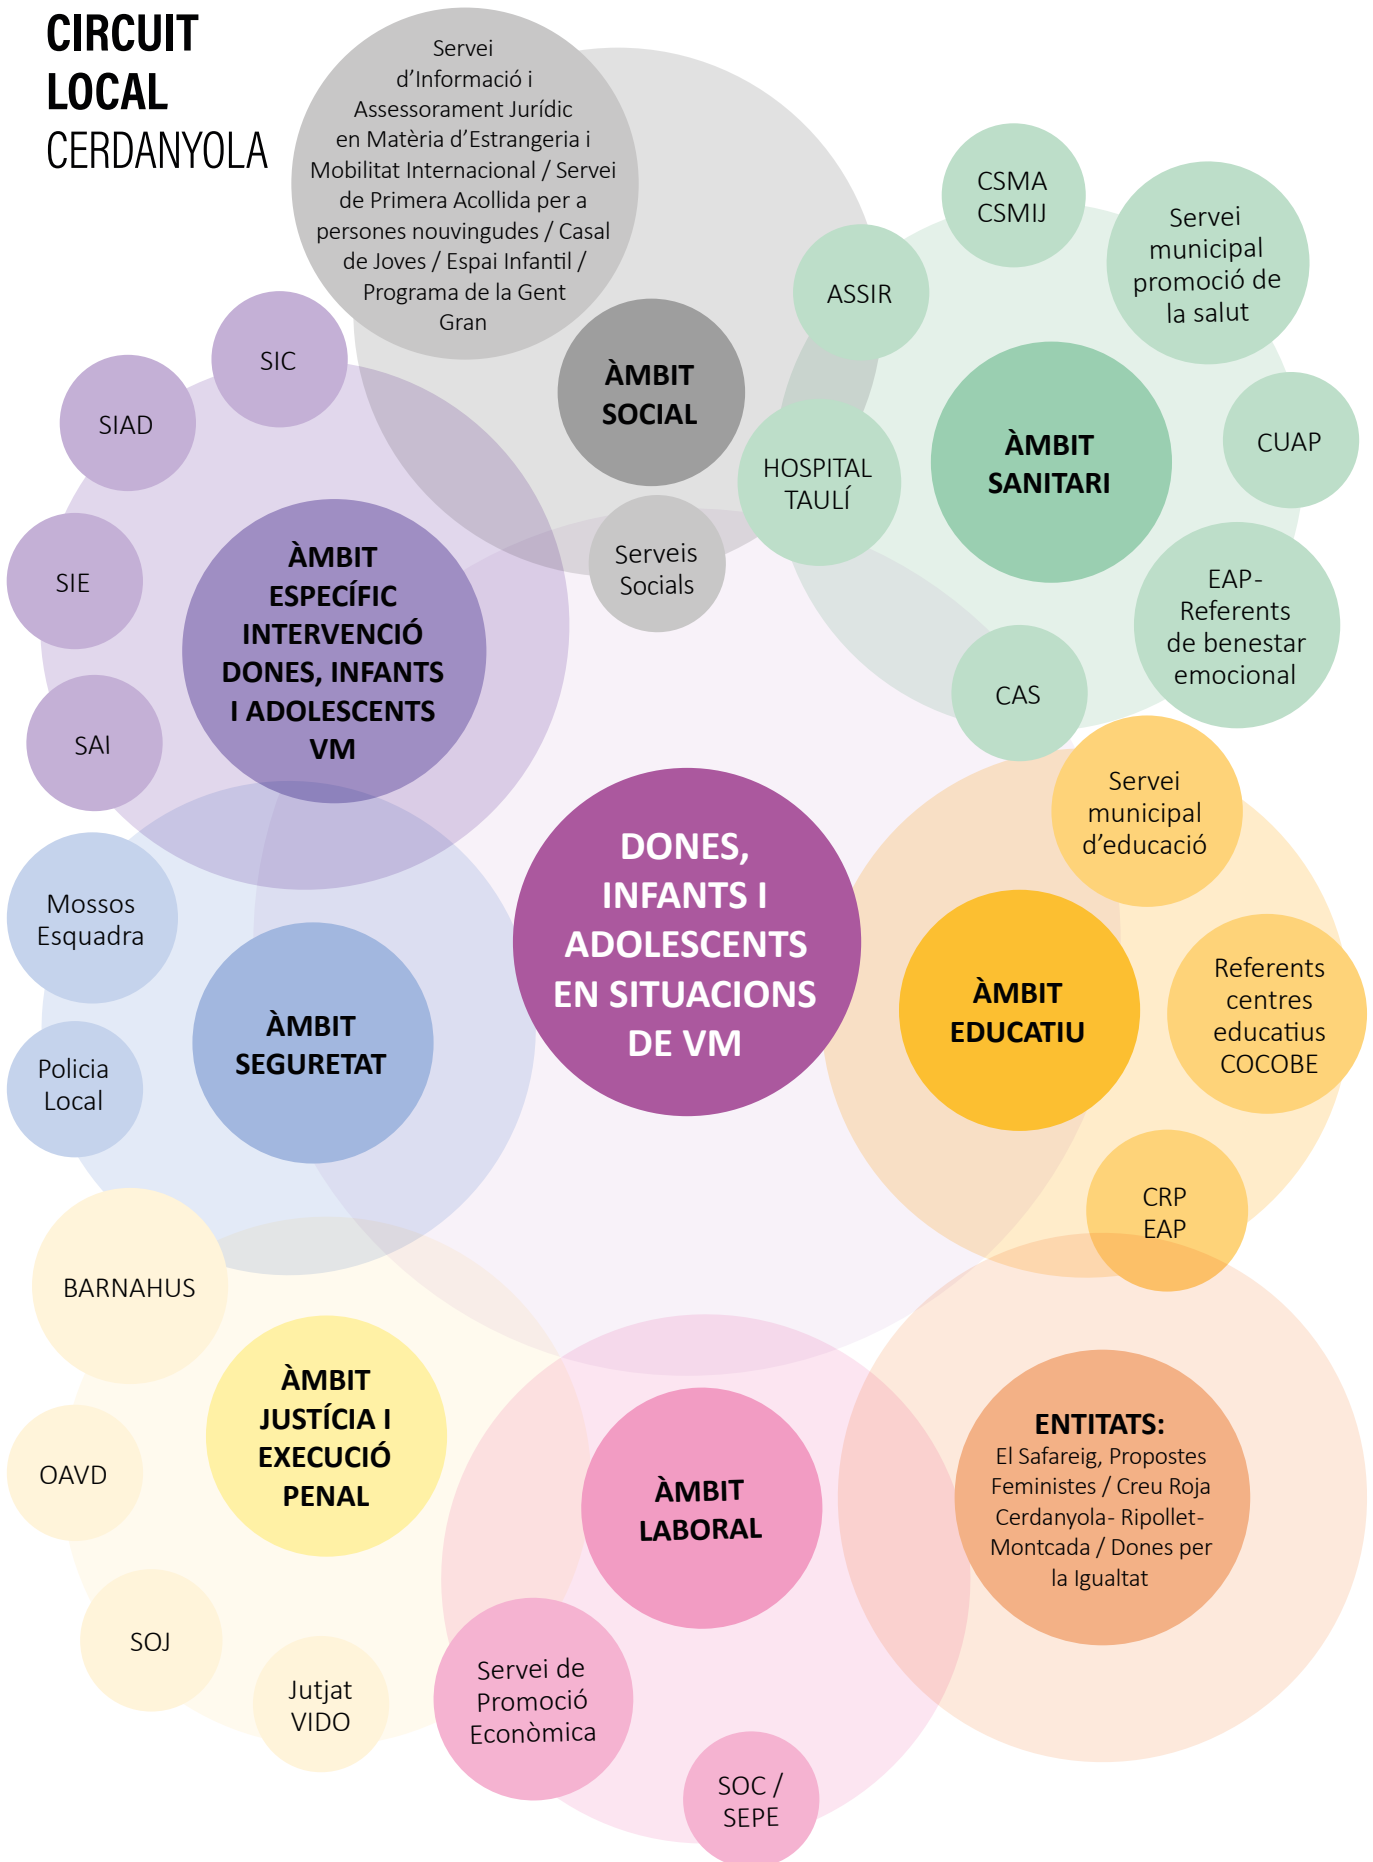 CIRCUIT
LOCAL
CERDANYOLA
Servei
d'Informació i
Assessorament Jurídic
en Matèria d'Estrangeria i
Mobilitat Internacional / Servei
de Primera Acollida per a
persones nouvingudes / Casal
de Joves / Espai Infantil /
Programa de la Gent
Gran
ÀMBIT
SOCIAL
Serveis
Socials
CSMA
CSMIJ
Servei
municipal
promoció de
la salut
ASSIR
HOSPITAL
TAULÍ
ÀMBIT
SANITARI
CUAP
EAP-
Referents
de benestar
emocional
CAS
SIC
SIAD
SIE
SAI
ÀMBIT
ESPECÍFIC
INTERVENCIÓ
DONES, INFANTS
I ADOLESCENTS
VM
DONES,
INFANTS I
ADOLESCENTS
EN SITUACIONS
DE VM
Servei
municipal
d'educació
ÀMBIT
EDUCATIU
Referents
centres
educatius
COCOBE
CRP
EAP
Mossos
Esquadra
Policia
Local
ÀMBIT
SEGURETAT
BARNAHUS
OAVD
SOJ
Jutjat
VIDO
ÀMBIT
JUSTÍCIA I
EXECUCIÓ
PENAL
ÀMBIT
LABORAL
Servei de
Promoció
Econòmica
SOC /
SEPE
ENTITATS:
El Safareig, Propostes
Feministes / Creu Roja
Cerdanyola- Ripollet-
Montcada / Dones per
la Igualtat